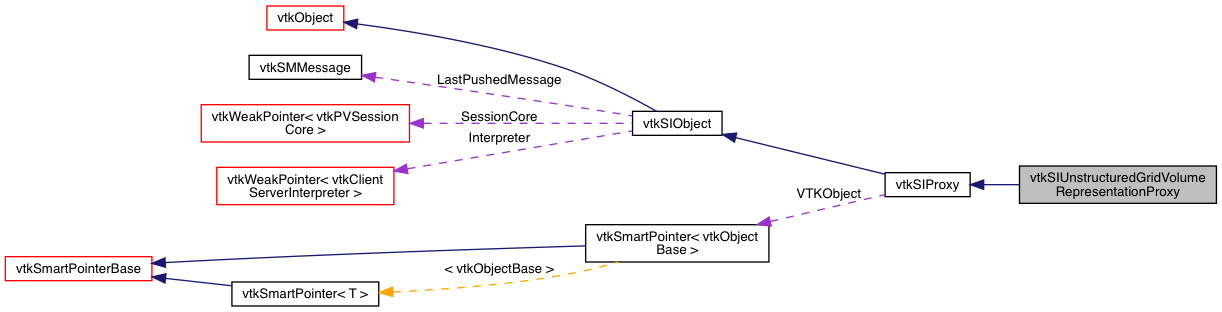 vtkObject
vtkSMMessage
LastPushedMessage
vtkWeakPointer< vtkPVSession
Core >
SessionCore
vtkSIObject
Interpreter
vtkWeakPointer< vtkClient
ServerInterpreter >
vtkSIProxy
vtkSIUnstructuredGridVolume
RepresentationProxy
VTKObject
vtkSmartPointer< vtkObject
Base >
vtkSmartPointerBase
< vtkObjectBase >
vtkSmartPointer< T >